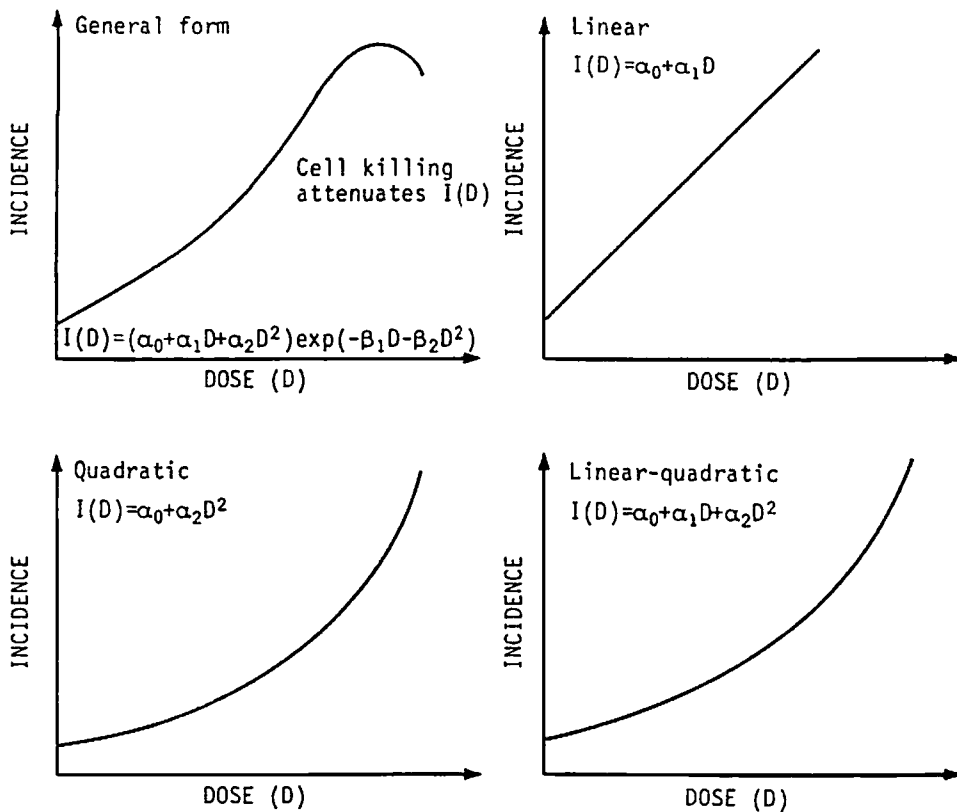 General form
INCIDENCE
Cell killing
attenuates I(D)
I(D)=(α₀+α₁D+α₂D²)exp(-β₁D-β₂D²)
DOSE (D)
Linear
I(D)=α₀+α₁D
INCIDENCE
DOSE (D)
Quadratic
I(D)=α₀+α₂D²
INCIDENCE
DOSE (D)
Linear-quadratic
I(D)=α₀+α₁D+α₂D²
INCIDENCE
DOSE (D)